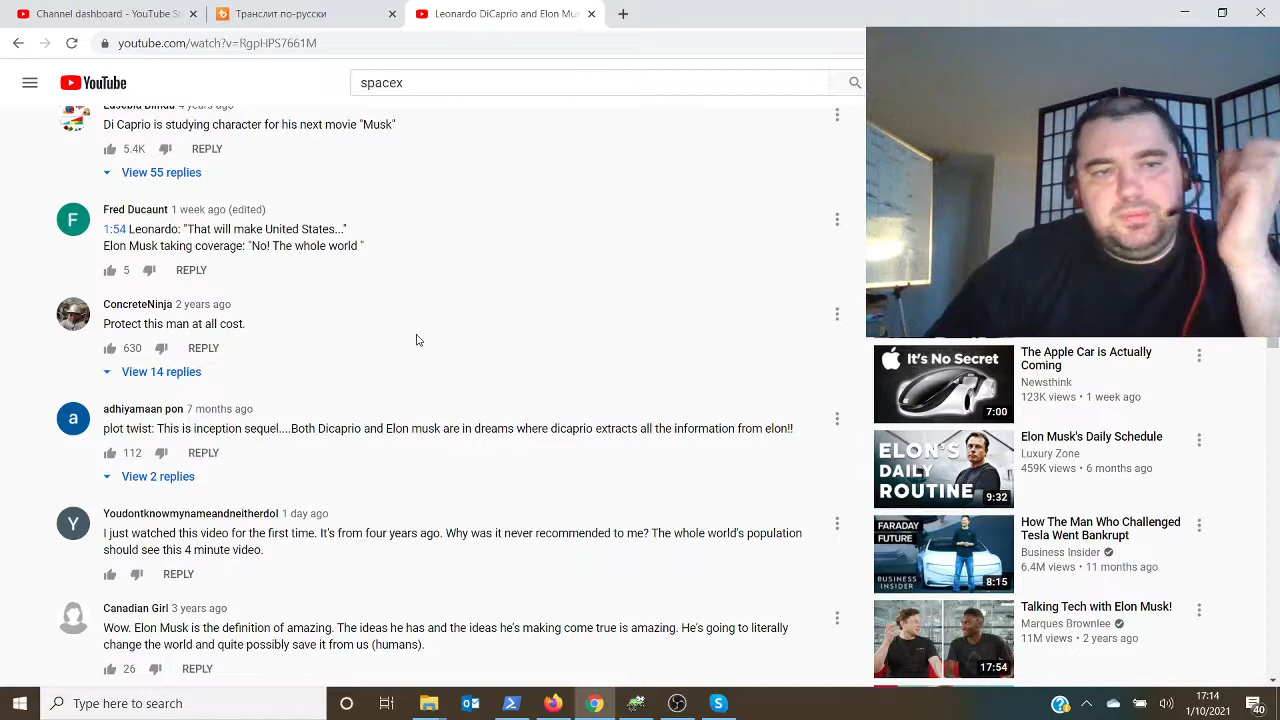 Channel dashboard - YouTube S
Транслит по-русски
Leonardo DiCaprio and Elon Mu
youtube.com/watch?v=RgpHPS7661M
YouTube
spacex
4 years ago
Di Caprio is studying character for his next movie "Musk"
5.4K REPLY
View 55 replies
F
Fred Ducaunt 1 week ago (edited)
1:54 Leonardo: "That will make United States..."
Elon Musk taking coverage: "No! The whole world "
5 REPLY
ConcreteNinja 2 years ago
Protect this man at all cost.
630 REPLY
View 14 replies
a
adhiyamaan pon 7 months ago
plot twist: This is inception sequel ....Both Dicaprio and Elon musk are in dreams where dicaprio extracts all the information from elon!!
112 REPLY
View 2 replies
Y
Youdontknowmynameandneitherdol 1 day ago
I just watched this video for the first time. It's from four years ago. Why was it never recommended to me? The whole world's population
should see this 4 minute video.
REPLY
Canadian Girl 3 years ago
Wow. Elon Musk is the definition of inspiring. The ideas he has and the ideas he's making come true is amazing. He's going to literally
change the world and quite possibly save it from us (humans).
26 REPLY
It's No Secret
7:00
The Apple Car is Actually
Coming
Newsthink
123K views • 1 week ago
ELON'S
DAILY
ROUTINE
9:32
Elon Musk's Daily Schedule
Luxury Zone
459K views • 6 months ago
FARADAY
FUTURE
BUSINESS
INSIDER
8:15
How The Man Who Challenged
Tesla Went Bankrupt
Business Insider
6.4M views • 11 months ago
17:54
Talking Tech with Elon Musk!
Marques Brownlee
11M views • 2 years ago
Type here to search
17:14
1/10/2021
40